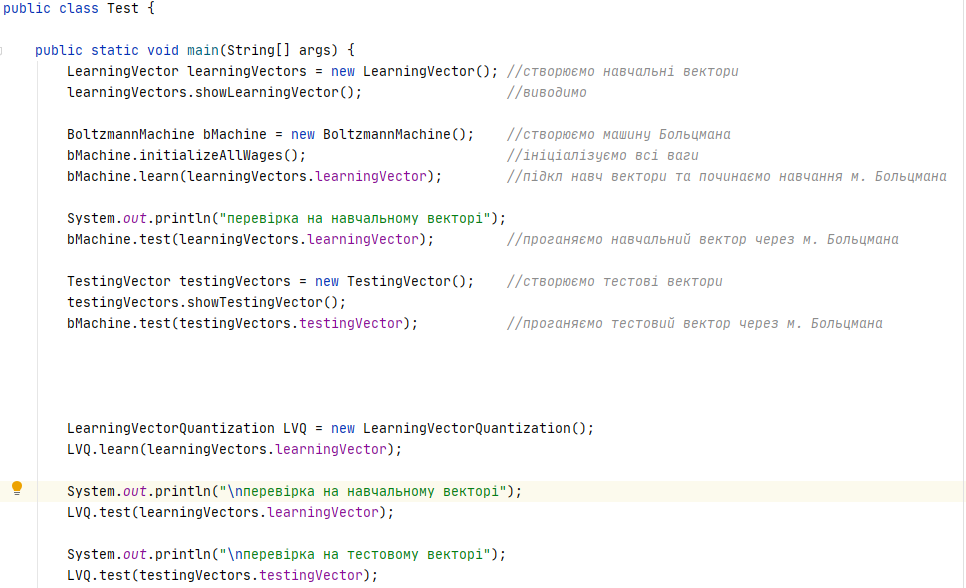 public class Test {
public static void main(String[] args) {
LearningVector learningVectors = new LearningVector(); //створюємо навчальні вектори
learningVectors.showLearningVector(); //виводимо
BoltzmannMachine bMachine = new BoltzmannMachine(); //створюємо машину Больцмана
bMachine.initializeAllWages(); //ініціалізуємо всі ваги
bMachine.learn(learningVectors.learningVector); //підкл навч вектори та починаємо навчання м. Больцмана
System.out.println("перевірка на навчальному векторі");
bMachine.test(learningVectors.learningVector); //проганяємо навчальний вектор через м. Больцмана
TestingVector testingVectors = new TestingVector(); //створюємо тестові вектори
testingVectors.showTestingVector();
bMachine.test(testingVectors.testingVector); //проганяємо тестовий вектор через м. Больцмана
LearningVectorQuantization LVQ = new LearningVectorQuantization();
LVQ.learn(learningVectors.learningVector);
System.out.println("\nперевірка на навчальному векторі");
LVQ.test(learningVectors.learningVector);
System.out.println("\nперевірка на тестовому векторі");
LVQ.test(testingVectors.testingVector);